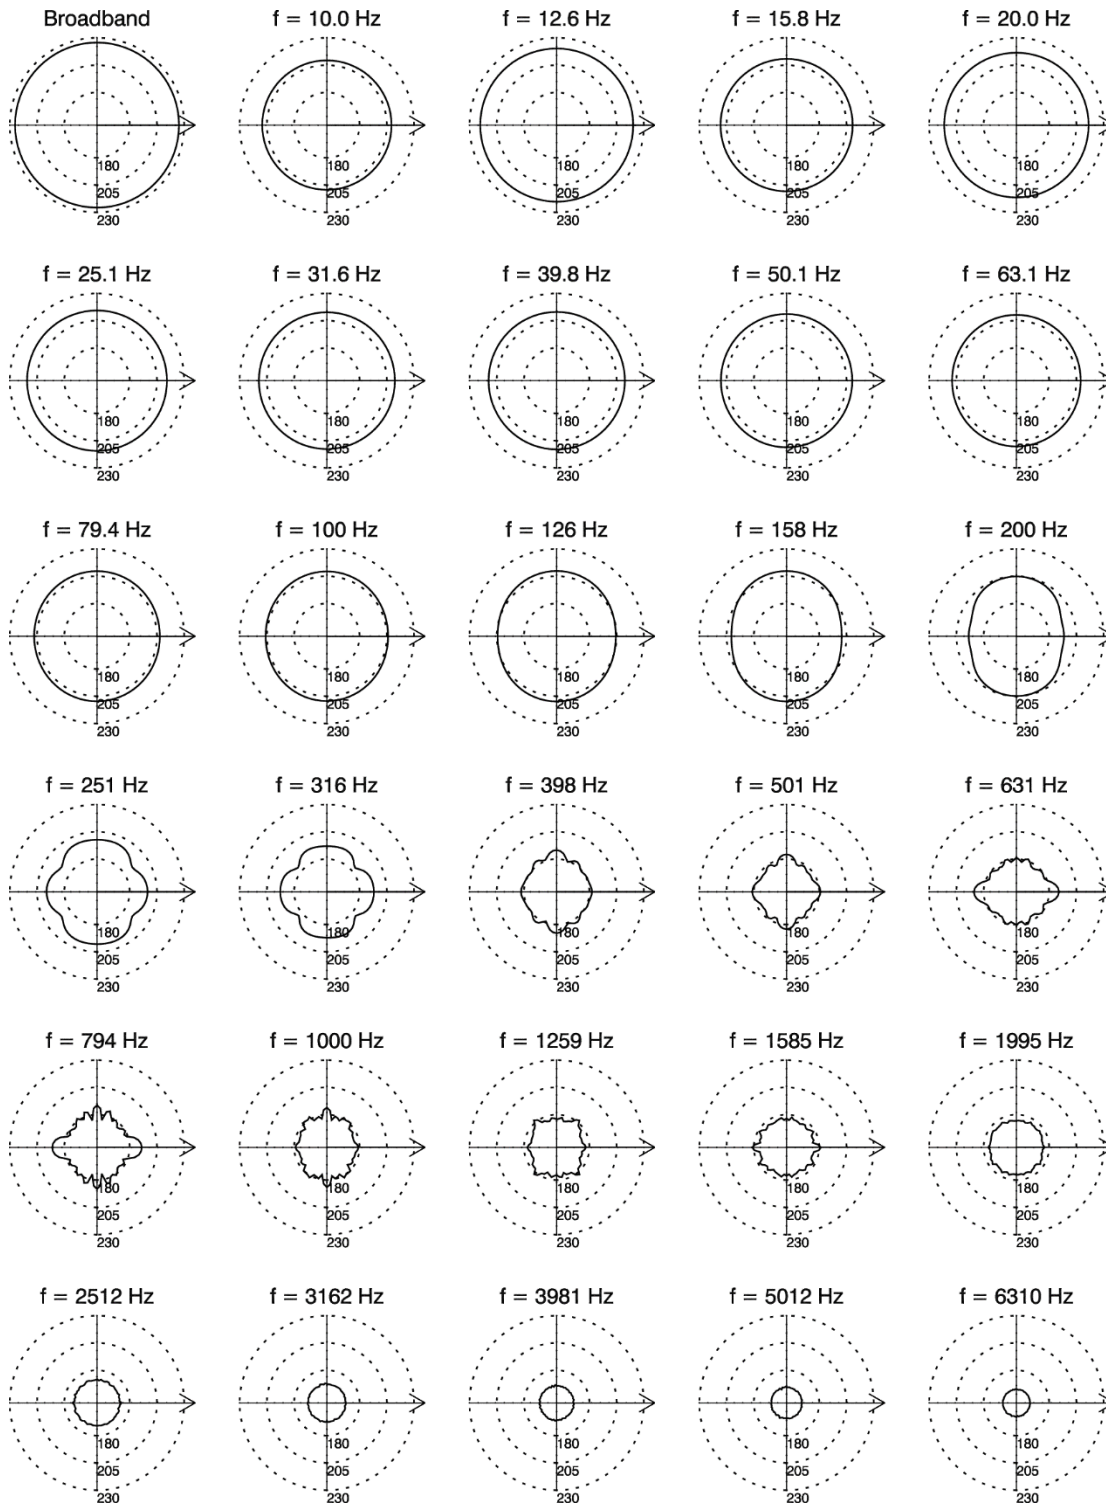 Broadband f = 10.0 Hz f = 12.6 Hz f = 15.8 Hz f = 20.0 Hz
180 180 180 180 180
205 205 205 205 205
230 230 230 230 230
f = 25.1 Hz f = 31.6 Hz f = 39.8 Hz f = 50.1 Hz f = 63.1 Hz
180 180 180 180 180
205 205 205 205 205
230 230 230 230 230
f = 79.4 Hz f = 100 Hz f = 126 Hz f = 158 Hz f = 200 Hz
180 180 180 180 180
205 205 205 205 205
230 230 230 230 230
f = 251 Hz f = 316 Hz f = 398 Hz f = 501 Hz f = 631 Hz
180 180 180 180 180
205 205 205 205 205
230 230 230 230 230
f = 794 Hz f = 1000 Hz f = 1259 Hz f = 1585 Hz f = 1995 Hz
180 180 180 180 180
205 205 205 205 205
230 230 230 230 230
f = 2512 Hz f = 3162 Hz f = 3981 Hz f = 5012 Hz f = 6310 Hz
180 180 180 180 180
205 205 205 205 205
230 230 230 230 230